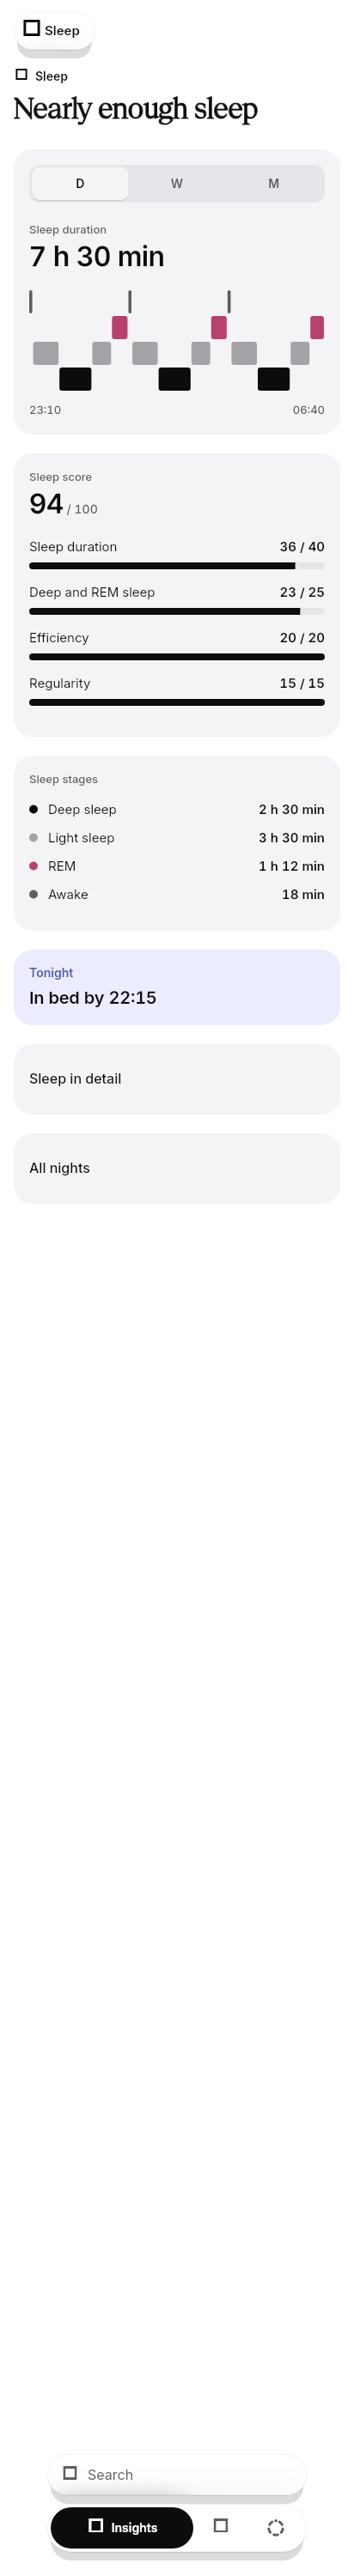 Sleep
Sleep
Nearly enough sleep
D W M
Sleep duration
7 h 30 min
23:10 06:40
Sleep score
94 / 100
Sleep duration 36 / 40
Deep and REM sleep 23 / 25
Efficiency 20 / 20
Regularity 15 / 15
Sleep stages
Deep sleep 2 h 30 min
Light sleep 3 h 30 min
REM 1 h 12 min
Awake 18 min
Tonight
In bed by 22:15
Sleep in detail
All nights
Search
Insights